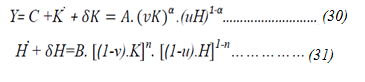 Y= C +K̇ + δK = A. (vK)^α .(uH)^1-α........................... (30)
Ḣ + δH=B. [(1-v).K]^n. [(1-u).H]^1-n ............... (31)